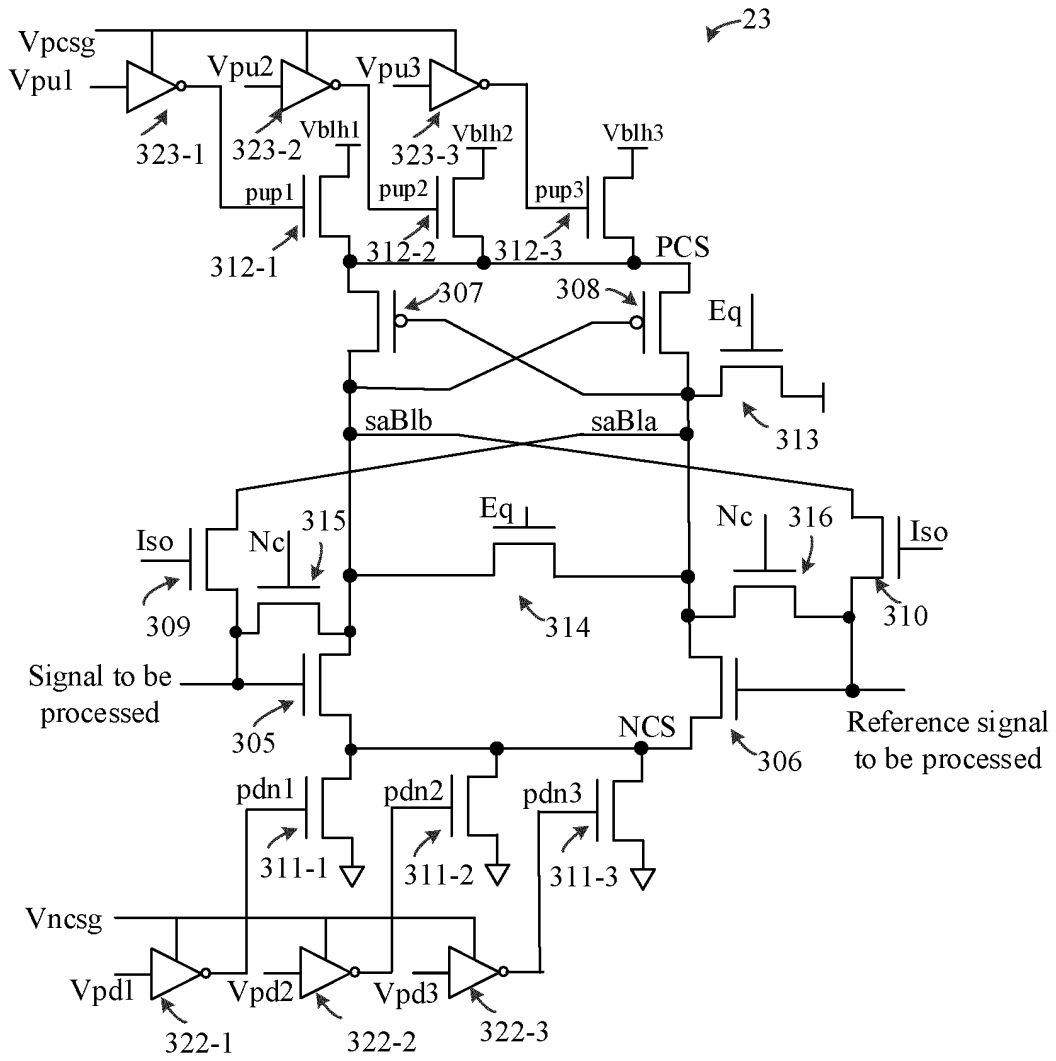 23
Vpcsg
Vpu1
Vpu2
Vpu3
323-1
323-2
323-3
Vblh1
Vblh2
Vblh3
pup1
pup2
pup3
312-1
312-2
312-3
PCS
307
308
Eq
313
saBlb
saBla
Iso
309
Nc
315
Eq
314
Nc
316
Iso
310
Signal to be
processed
305
NCS
306
Reference signal
to be processed
pdn1
pdn2
pdn3
311-1
311-2
311-3
Vncsg
Vpd1
Vpd2
Vpd3
322-1
322-2
322-3